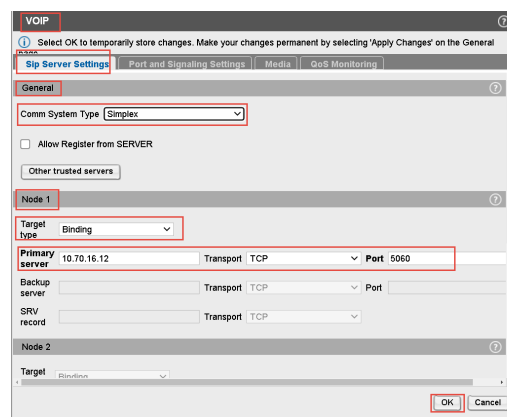 VOIP
Select OK to temporarily store changes. Make your changes permanent by selecting 'Apply Changes' on the General
Sip Server Settings Port and Signaling Settings Media QoS Monitoring
General
Comm System Type Simplex
Allow Register from SERVER
Other trusted servers
Node 1
Target type Binding
Primary server 10.70.16.12 Transport TCP Port 5060
Backup server Transport TCP Port
SRV record Transport TCP
Node 2
Target Binding
OK Cancel